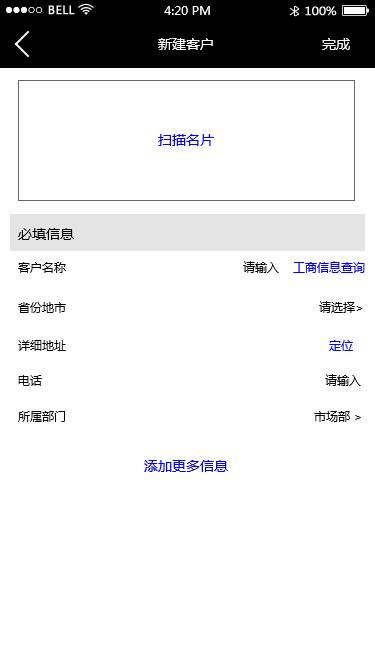 BELL 4:20 PM 100%
新建客户 完成
扫描名片
必填信息
客户名称 请输入 工商信息查询
省份地市 请选择>
详细地址 定位
电话 请输入
所属部门 市场部 >
添加更多信息